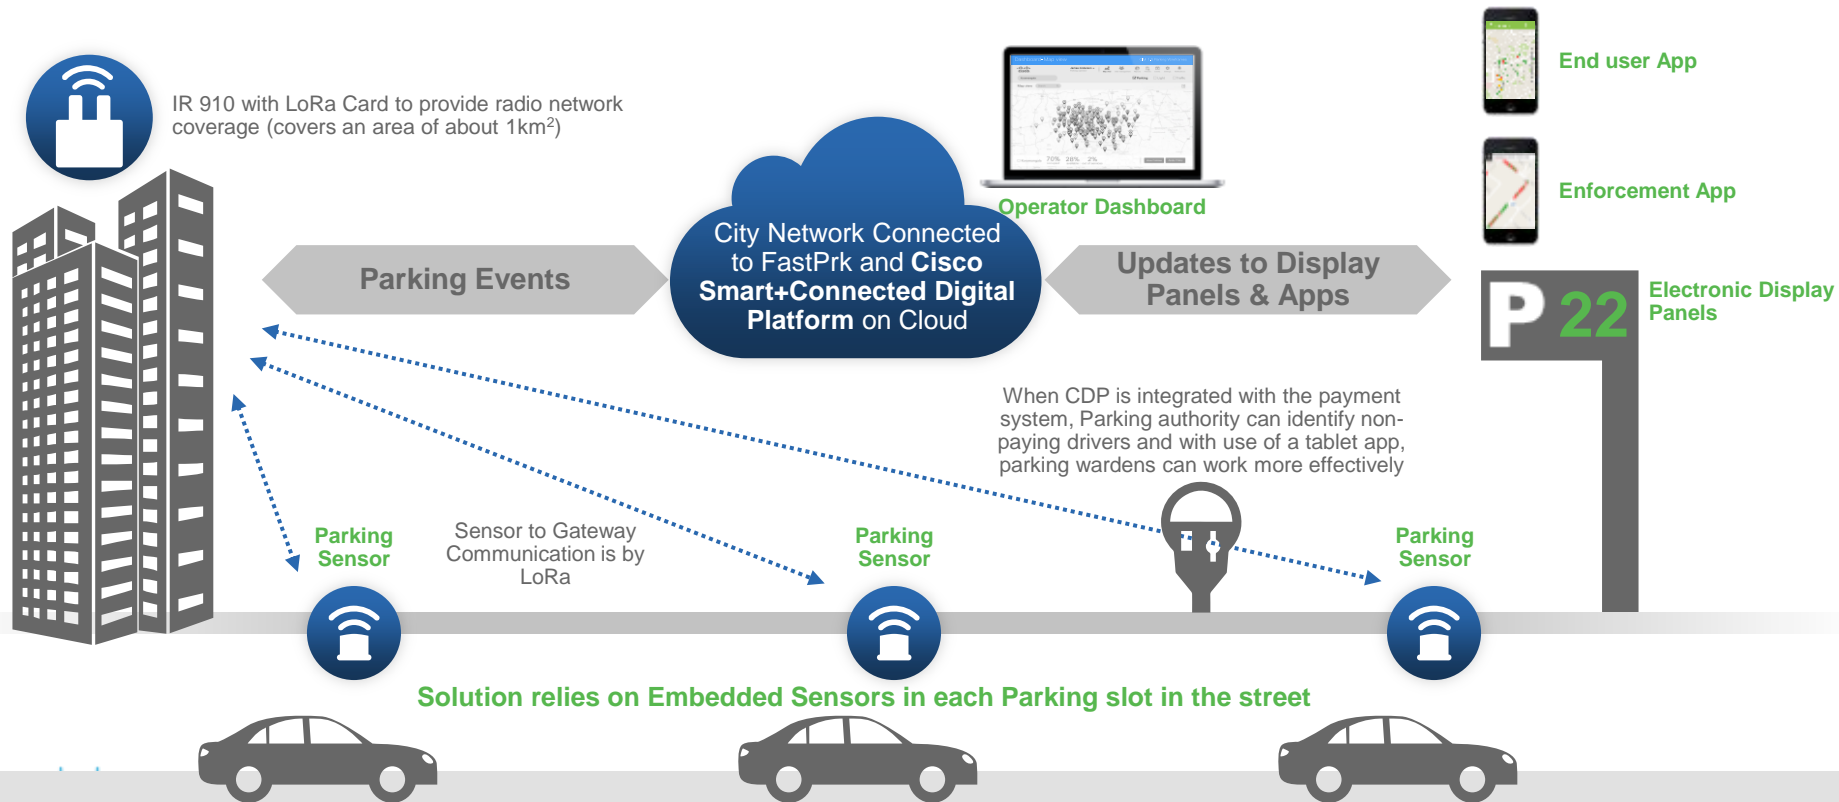 IR 910 with LoRa Card to provide radio network
coverage (covers an area of about 1km²)
End user App
Enforcement App
Operator Dashboard
Parking Events
City Network Connected
to FastPrk and Cisco
Smart+Connected Digital
Platform on Cloud
Updates to Display
Panels & Apps
P 22
Electronic Display
Panels
When CDP is integrated with the payment
system, Parking authority can identify non-
paying drivers and with use of a tablet app,
parking wardens can work more effectively
Parking
Sensor
Sensor to Gateway
Communication is by
LoRa
Parking
Sensor
Parking
Sensor
Solution relies on Embedded Sensors in each Parking slot in the street
70% 28% 2%